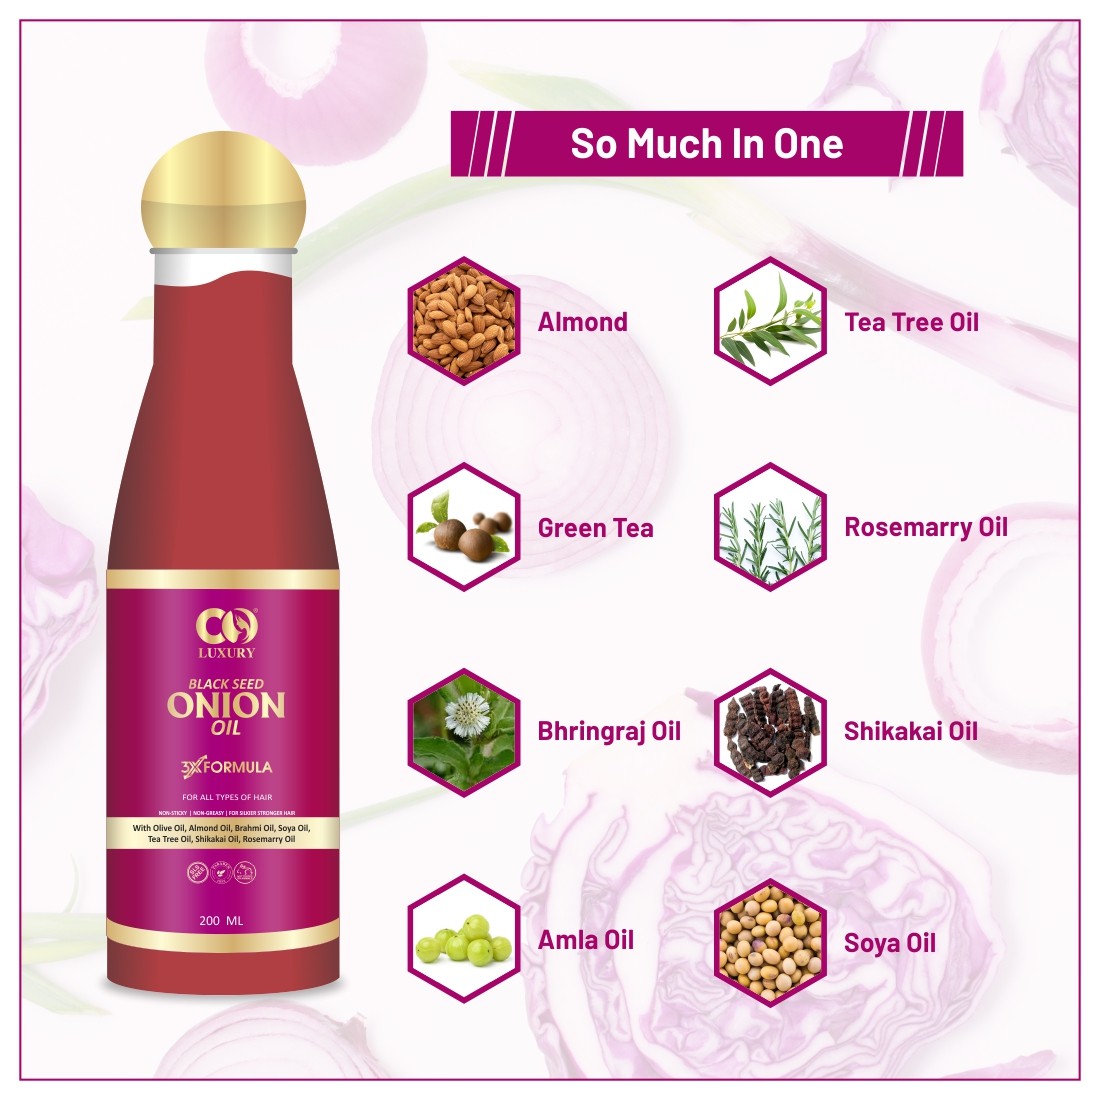 So Much In One
Almond
Tea Tree Oil
Green Tea
Rosemarry Oil
Bhringraj Oil
Shikakai Oil
Amla Oil
Soya Oil
LUXURY
BLACK SEED
ONION
OIL
3X FORMULA
FOR ALL TYPES OF HAIR
NON-STICKY | NON-GREASY | FOR SILKIER STRONGER HAIR
With Olive Oil, Almond Oil, Brahmi Oil, Soya Oil,
Tea Tree Oil, Shikakai Oil, Rosemarry Oil
200 ML